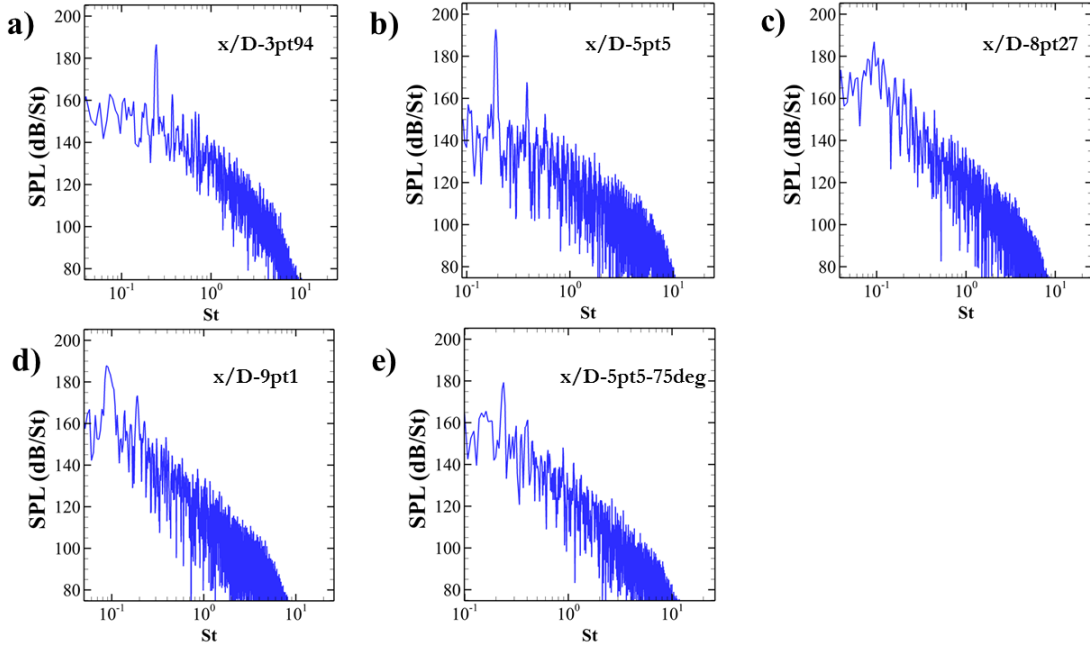 a)
x/D-3pt94
SPL (dB/St)
200
180
160
140
120
100
80
10⁻¹
10⁰
10¹
St
b)
x/D-5pt5
SPL (dB/St)
200
180
160
140
120
100
80
10⁻¹
10⁰
10¹
St
c)
x/D-8pt27
SPL (dB/St)
200
180
160
140
120
100
80
10⁻¹
10⁰
10¹
St
d)
x/D-9pt1
SPL (dB/St)
200
180
160
140
120
100
80
10⁻¹
10⁰
10¹
St
e)
x/D-5pt5-75deg
SPL (dB/St)
200
180
160
140
120
100
80
10⁻¹
10⁰
10¹
St